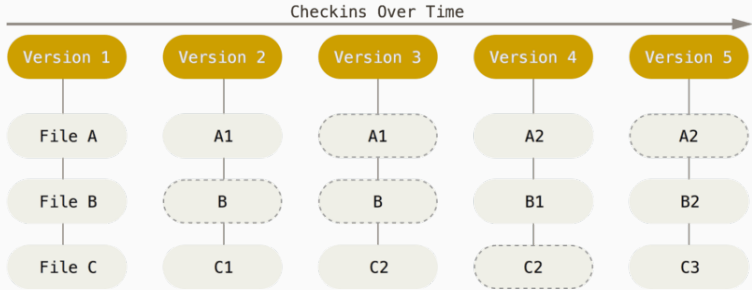 Checkins Over Time
Version 1 Version 2 Version 3 Version 4 Version 5
File A A1 A1 A2 A2
File B B B B1 B2
File C C1 C2 C2 C3